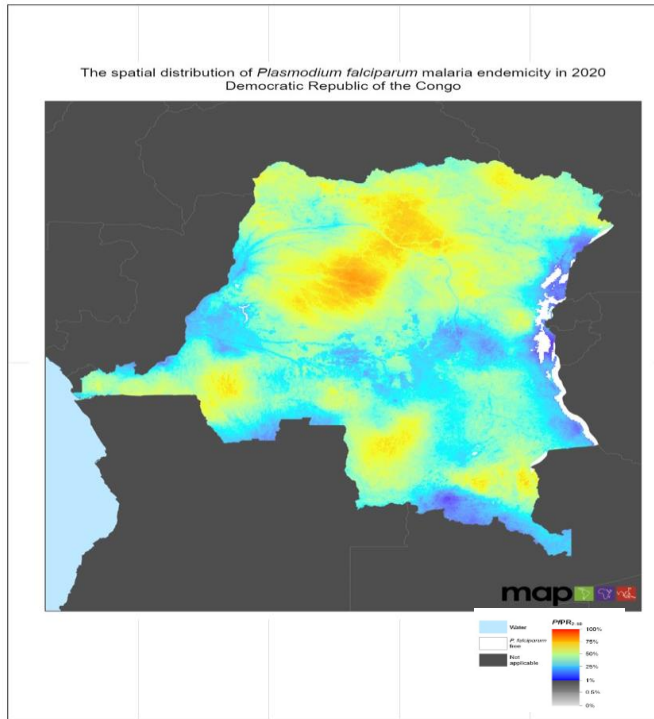 The spatial distribution of Plasmodium falciparum malaria endemicity in 2020
Democratic Republic of the Congo
map
Water
P. falciparum
free
Not
applicable
PfPR
100%
75%
50%
25%
1%
0.5%
0%